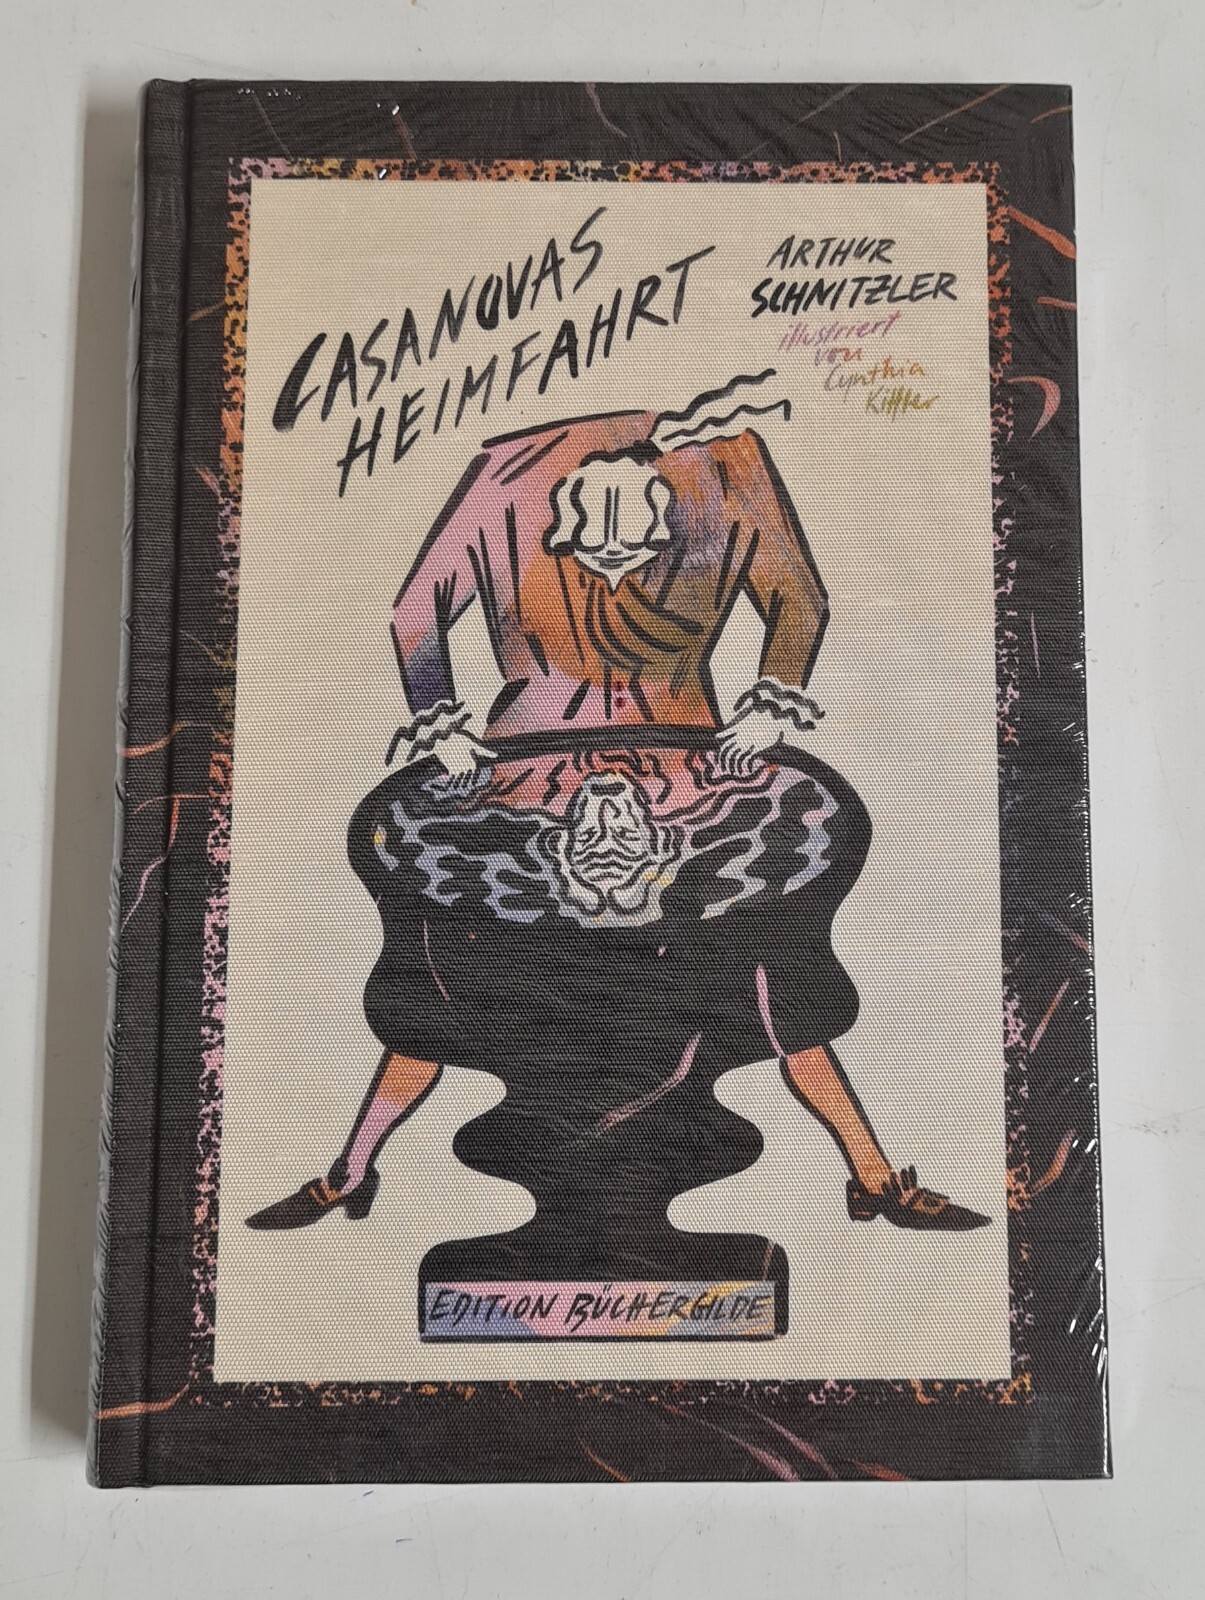 CASANOVAS
HEIMFAHRT
ARTHUR
SCHNITZLER
illustriert
von
Cynthia
Kittler
EDITION BÜCHERGILDE